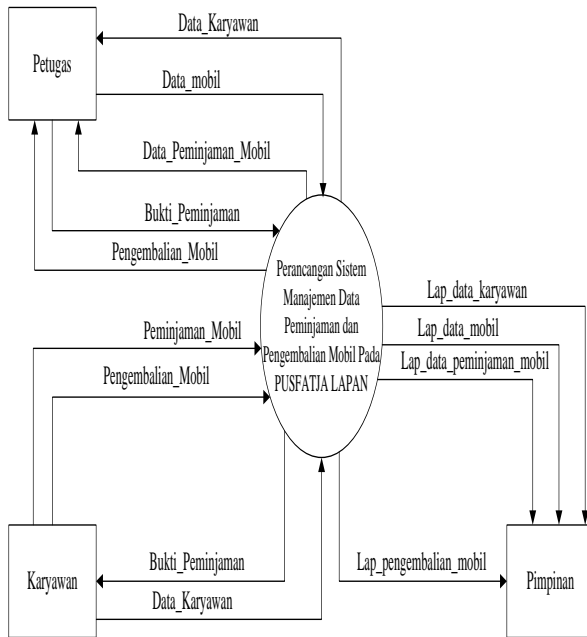 Data_Karyawan
Petugas
Data_mobil
Data_Peminjaman_Mobil
Bukti_Peminjaman
Pengembalian_Mobil
Perancangan Sistem
Manajemen Data
Peminjaman dan
Pengembalian Mobil Pada
PUSFATJA LAPAN
Lap_data_karyawan
Lap_data_mobil
Lap_data_peminjaman_mobil
Peminjaman_Mobil
Pengembalian_Mobil
Karyawan
Bukti_Peminjaman
Data_Karyawan
Lap_pengembalian_mobil
Pimpinan